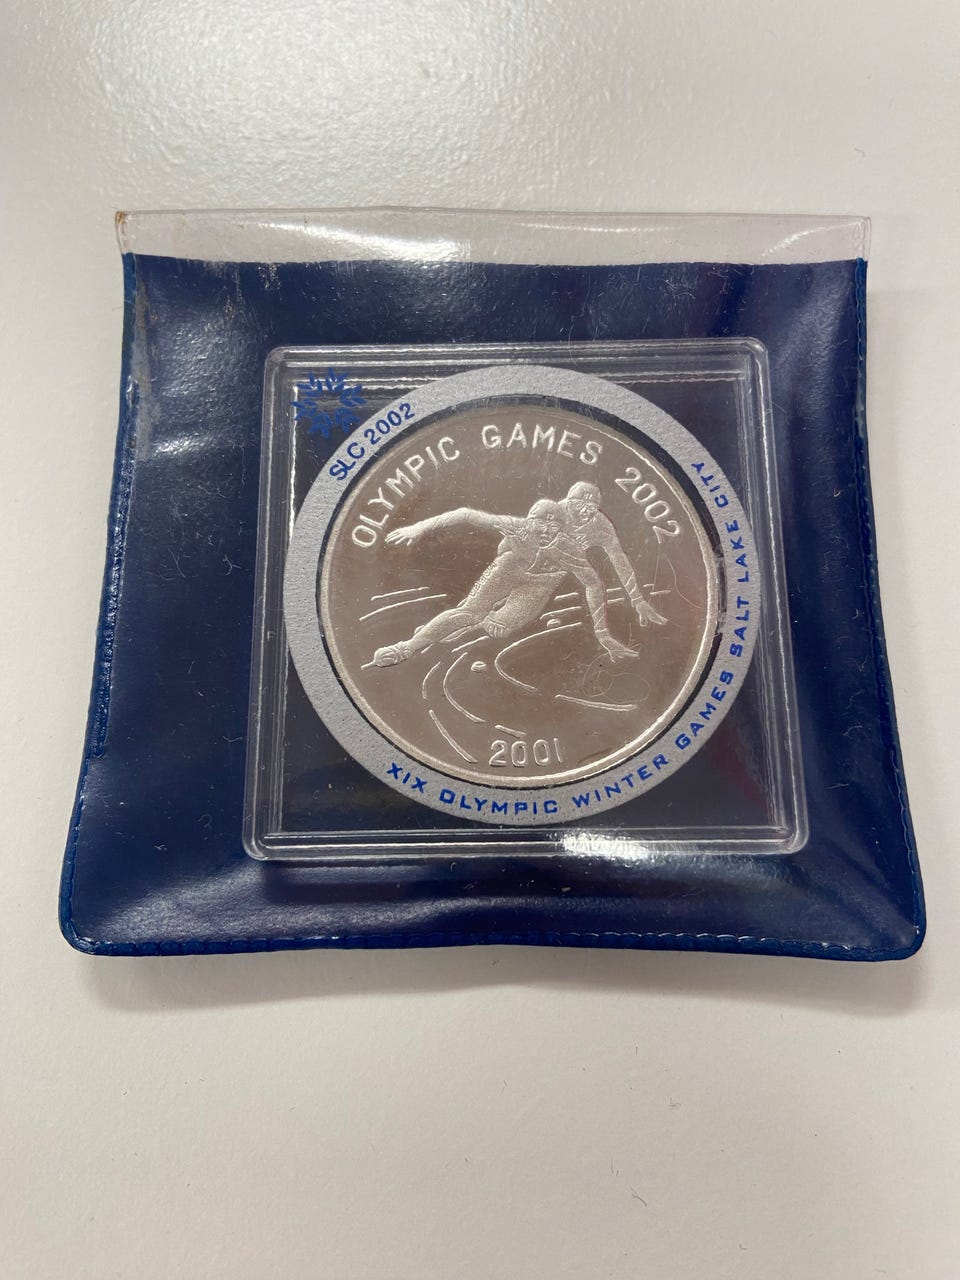 SLC 2002
OLYMPIC GAMES 2002
2001
XIX OLYMPIC WINTER GAMES SALT LAKE CITY